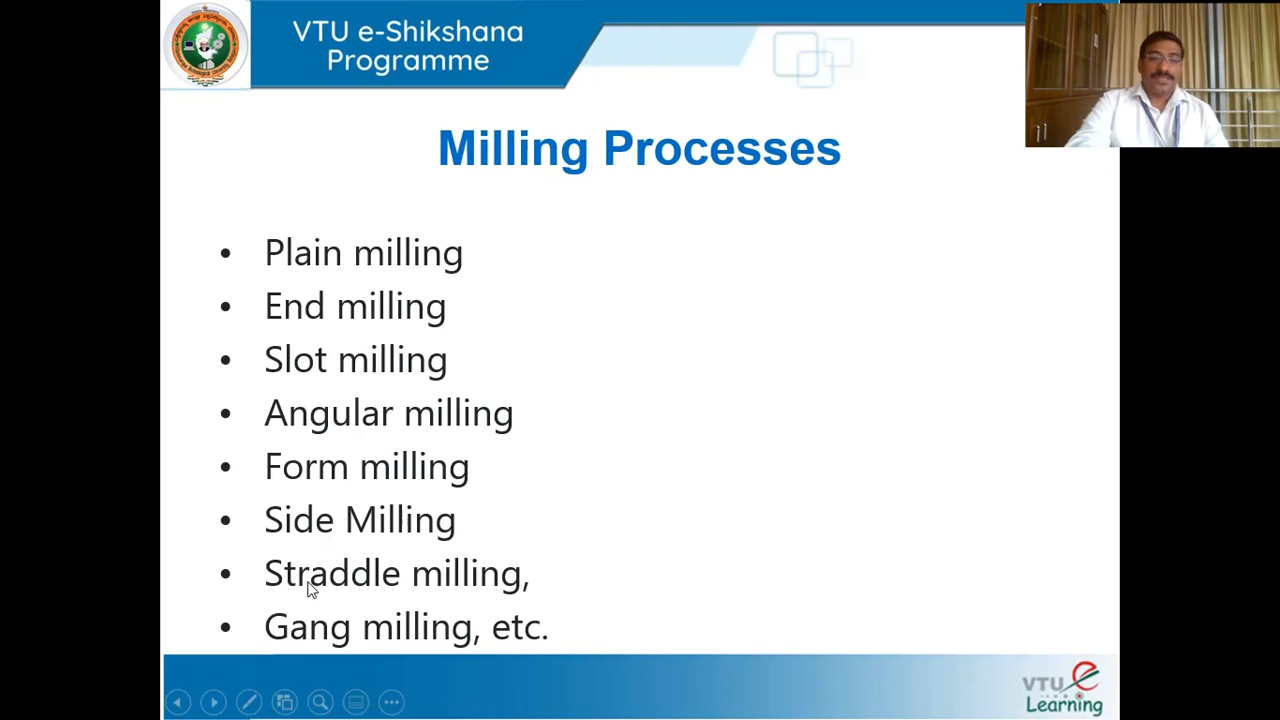 VTU e-Shikshana
Programme
Milling Processes
• Plain milling
• End milling
• Slot milling
• Angular milling
• Form milling
• Side Milling
• Straddle milling,
• Gang milling, etc.
VTU e
Learning